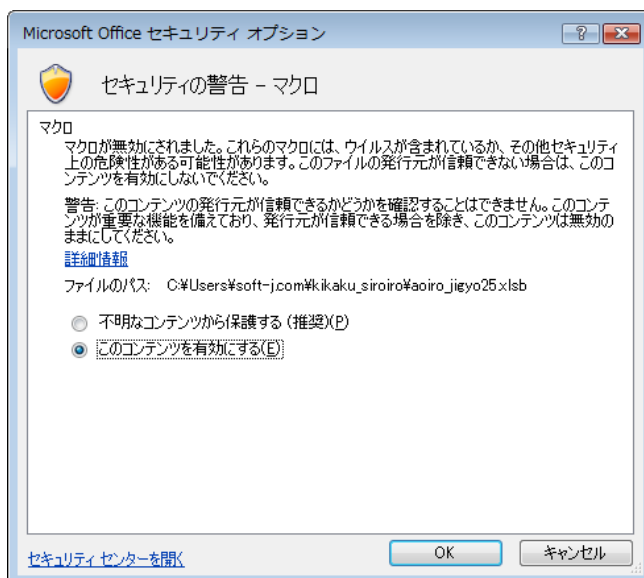 Microsoft Office セキュリティ オプション
セキュリティの警告 - マクロ
マクロ
マクロが無効にされました。これらのマクロには、ウイルスが含まれているか、その他セキュリティ
上の危険性がある可能性があります。このファイルの発行元が信頼できない場合は、このコ
ンテンツを有効にしないでください。
警告: このコンテンツの発行元が信頼できるかどうかを確認することはできません。このコンテ
ンツが重要な機能を備えており、発行元が信頼できる場合を除き、このコンテンツは無効の
ままにしてください。
詳細情報
ファイルのパス: C:¥Users¥soft-j.com¥kikaku_siroiro¥aoiro_jigyo25.xlsb
不明なコンテンツから保護する (推奨)(P)
このコンテンツを有効にする(E)
セキュリティ センターを開く
OK
キャンセル